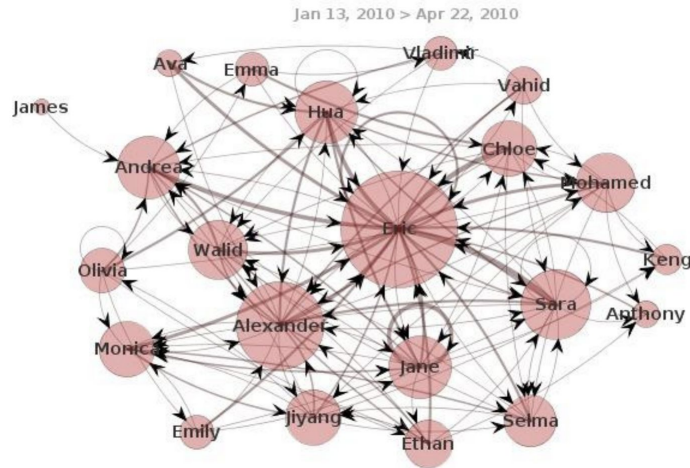 Jan 13, 2010 > Apr 22, 2010
Vladimir
Ava
Emma
Vahid
James
Hua
Chloe
Andrea
Mohamed
Eric
Walid
Keng
Olivia
Sara
Anthony
Alexander
Monica
Jane
Jiyang
Selma
Emily
Ethan